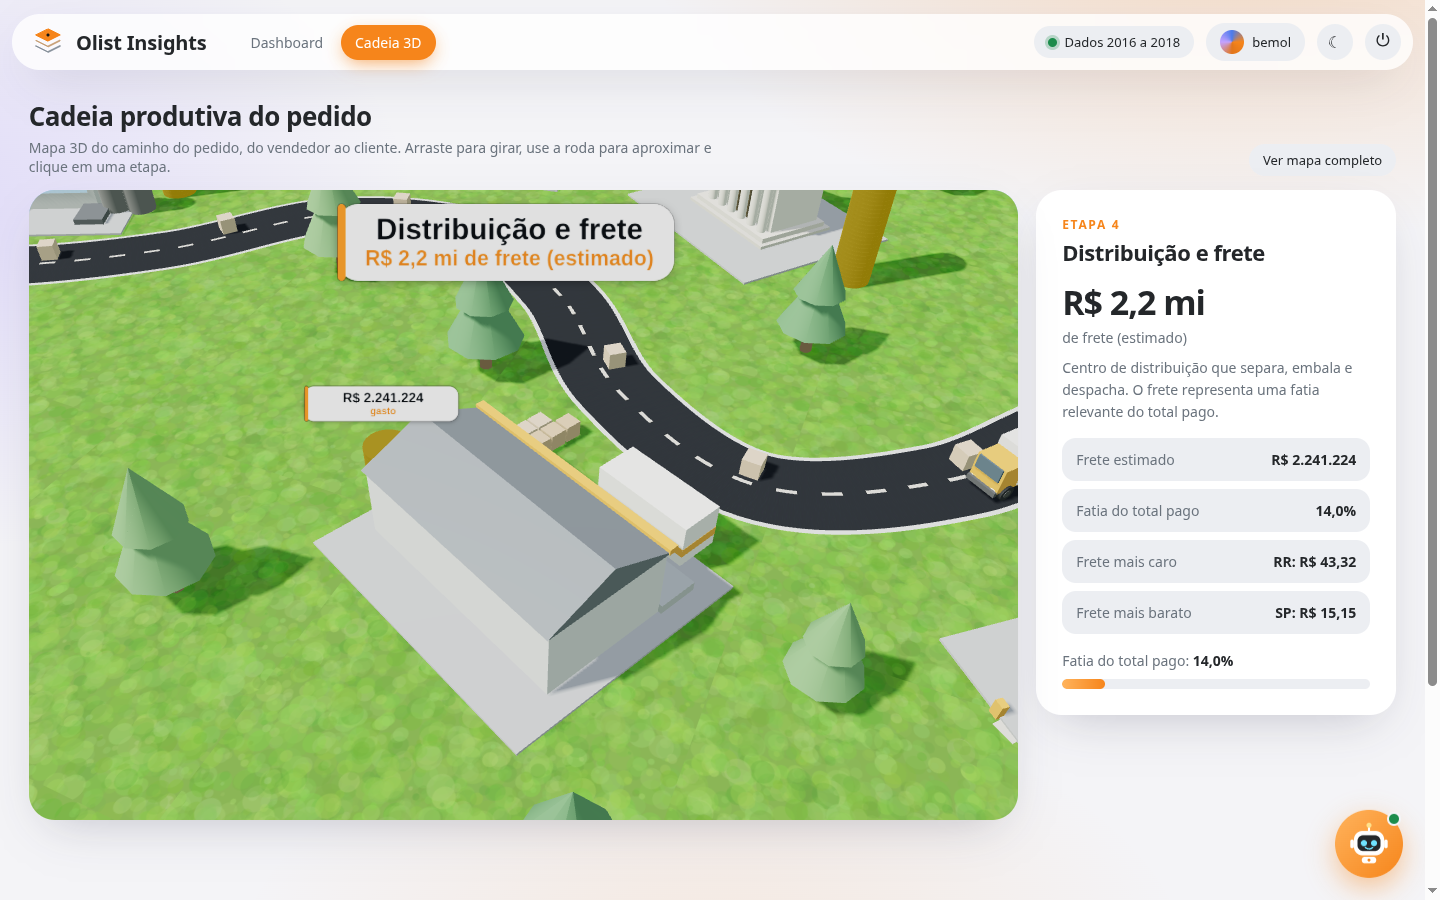 Olist Insights
Dashboard
Cadeia 3D
Dados 2016 a 2018
bemol
Cadeia produtiva do pedido
Mapa 3D do caminho do pedido, do vendedor ao cliente. Arraste para girar, use a roda para aproximar e
clique em uma etapa.
Ver mapa completo
Distribuição e frete
R$ 2,2 mi de frete (estimado)
R$ 2.241.224
gasto
ETAPA 4
Distribuição e frete
R$ 2,2 mi
de frete (estimado)
Centro de distribuição que separa, embala e
despacha. O frete representa uma fatia
relevante do total pago.
Frete estimado R$ 2.241.224
Fatia do total pago 14,0%
Frete mais caro RR: R$ 43,32
Frete mais barato SP: R$ 15,15
Fatia do total pago: 14,0%